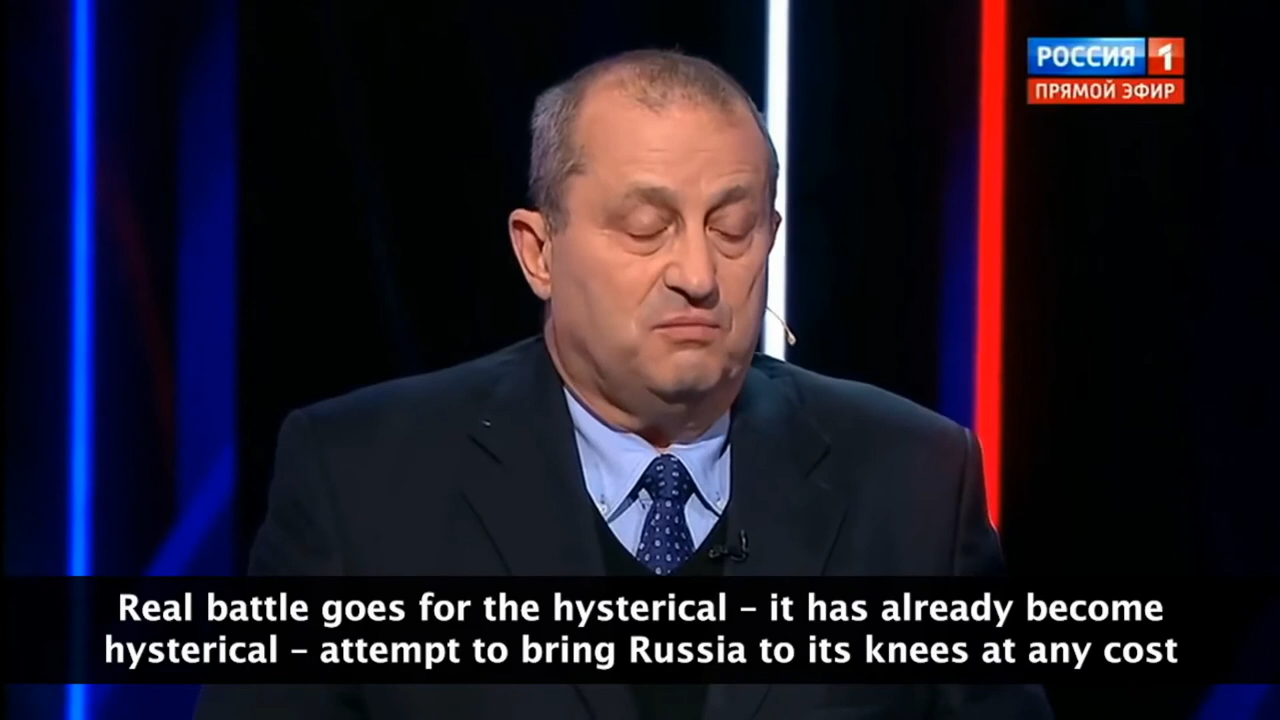 РОССИЯ 1
ПРЯМОЙ ЭФИР
Real battle goes for the hysterical – it has already become
hysterical – attempt to bring Russia to its knees at any cost